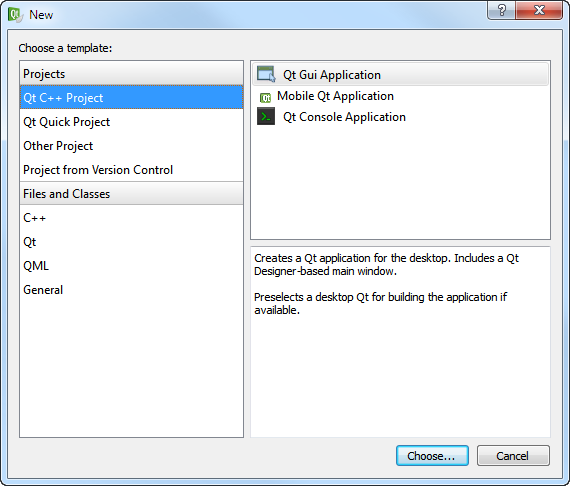 New
Choose a template:
Projects
Qt C++ Project
Qt Quick Project
Other Project
Project from Version Control
Files and Classes
C++
Qt
QML
General
Qt Gui Application
Mobile Qt Application
Qt Console Application
Creates a Qt application for the desktop. Includes a Qt
Designer-based main window.
Preselects a desktop Qt for building the application if
available.
Choose...
Cancel